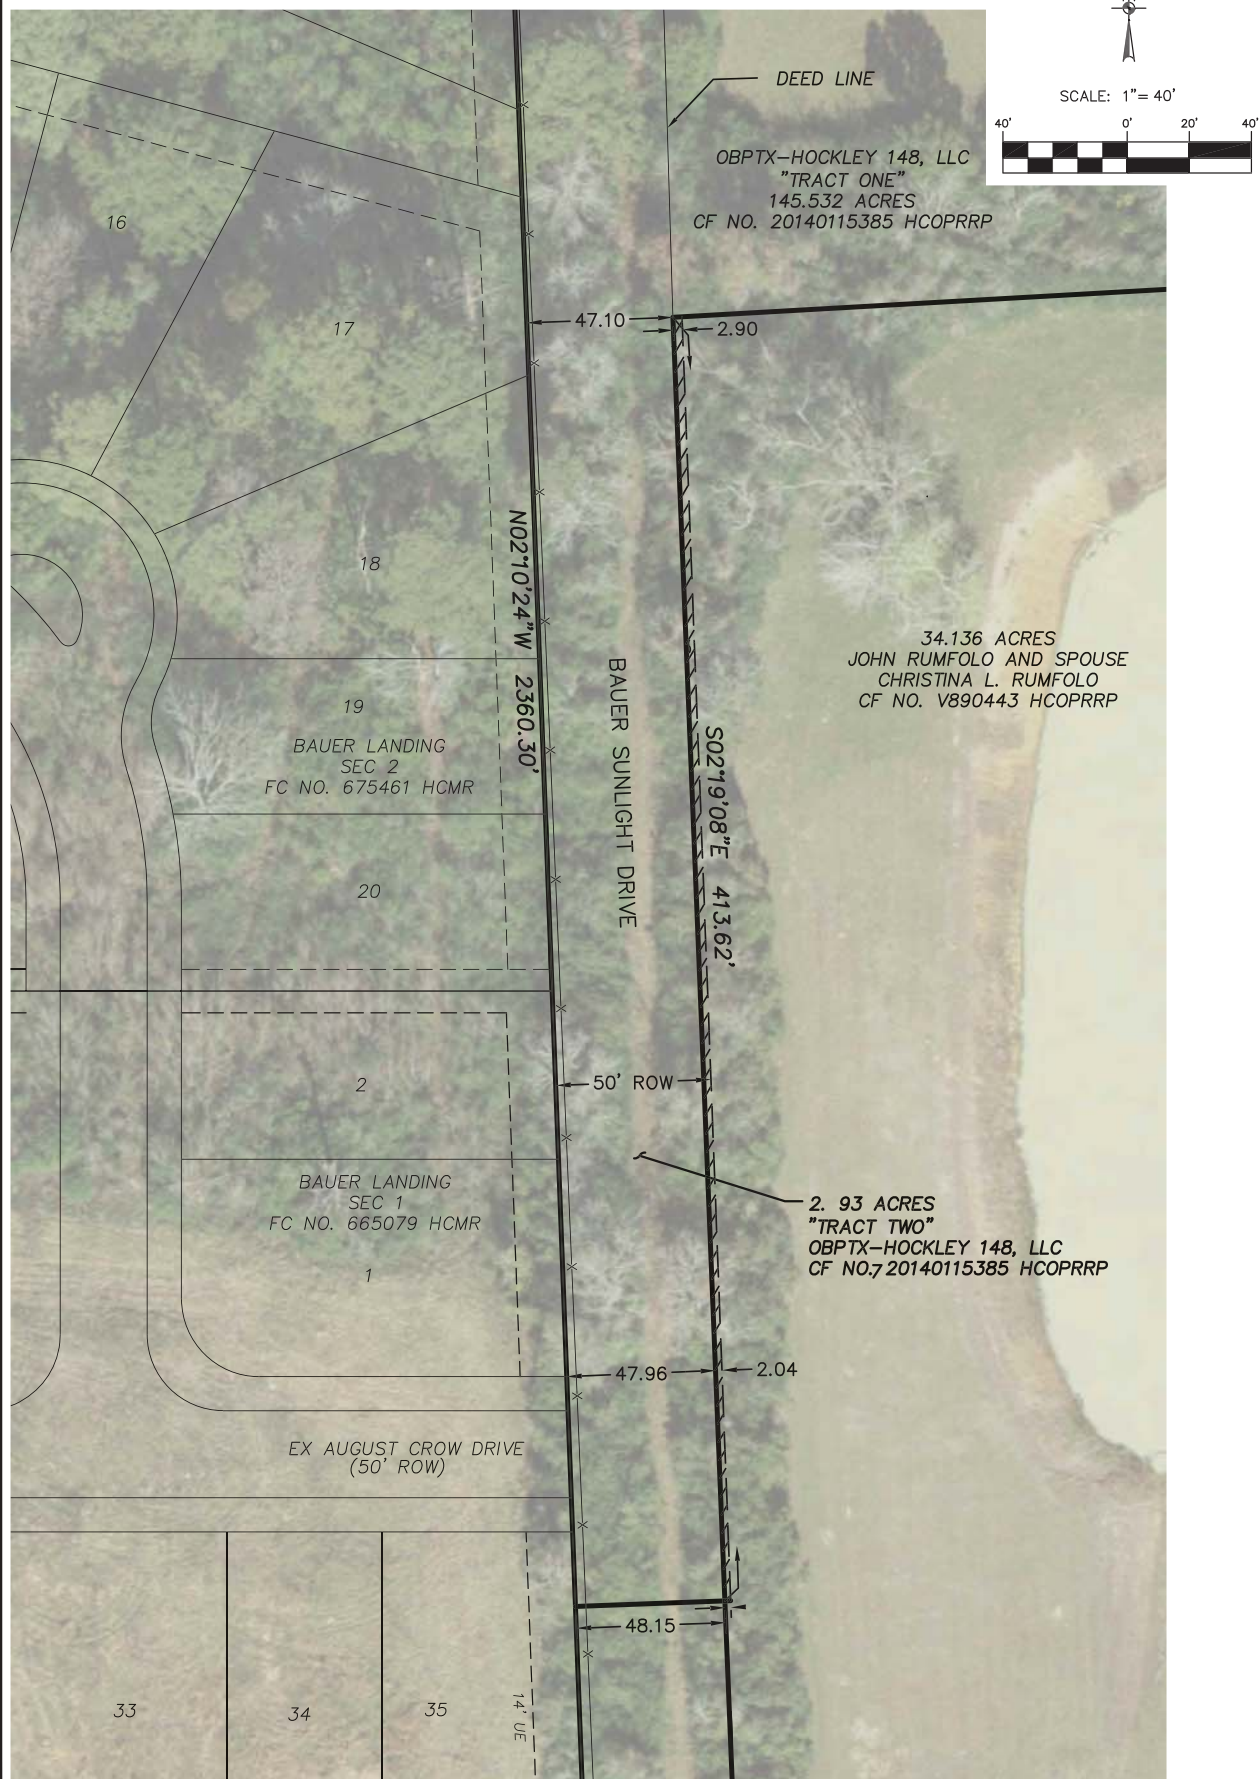 DEED LINE
SCALE: 1"= 40'
40' 0' 20' 40'
OBPTX-HOCKLEY 148, LLC
"TRACT ONE"
145.532 ACRES
CF NO. 20140115385 HCOPRRP
16
17
47.10
2.90
18
N02°10'24"W 2360.30'
34.136 ACRES
JOHN RUMFOLO AND SPOUSE
CHRISTINA L. RUMFOLO
CF NO. V890443 HCOPRRP
19
BAUER LANDING
SEC 2
FC NO. 675461 HCMR
BAUER SUNLIGHT DRIVE
S02°19'08"E 413.62'
20
2
50' ROW
BAUER LANDING
SEC 1
FC NO. 665079 HCMR
1
2. 93 ACRES
"TRACT TWO"
OBPTX-HOCKLEY 148, LLC
CF NO.7 20140115385 HCOPRRP
47.96
2.04
EX AUGUST CROW DRIVE
(50' ROW)
48.15
33
34
35
14' UE